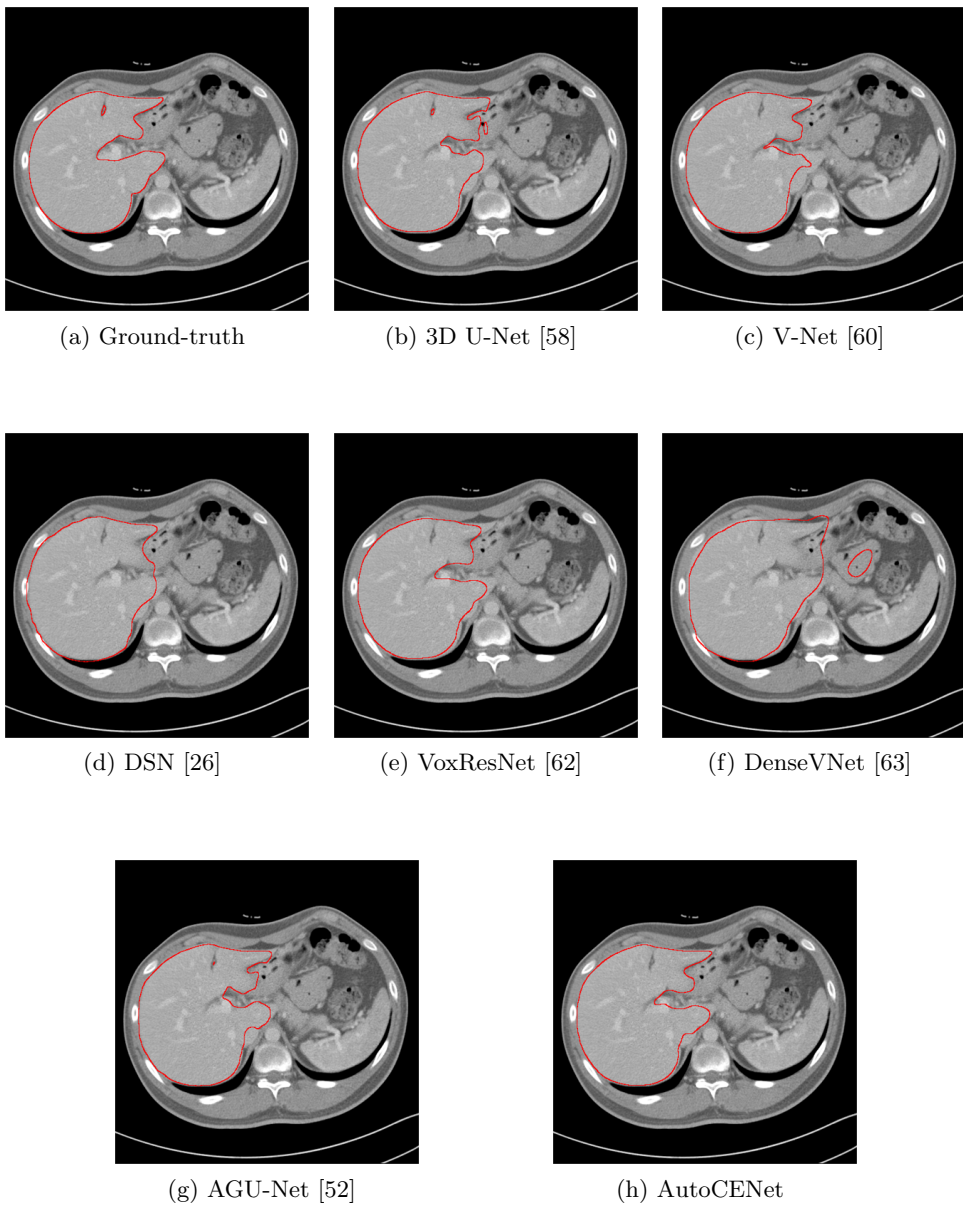 (a) Ground-truth
(b) 3D U-Net [58]
(c) V-Net [60]
(d) DSN [26]
(e) VoxResNet [62]
(f) DenseVNet [63]
(g) AGU-Net [52]
(h) AutoCENet